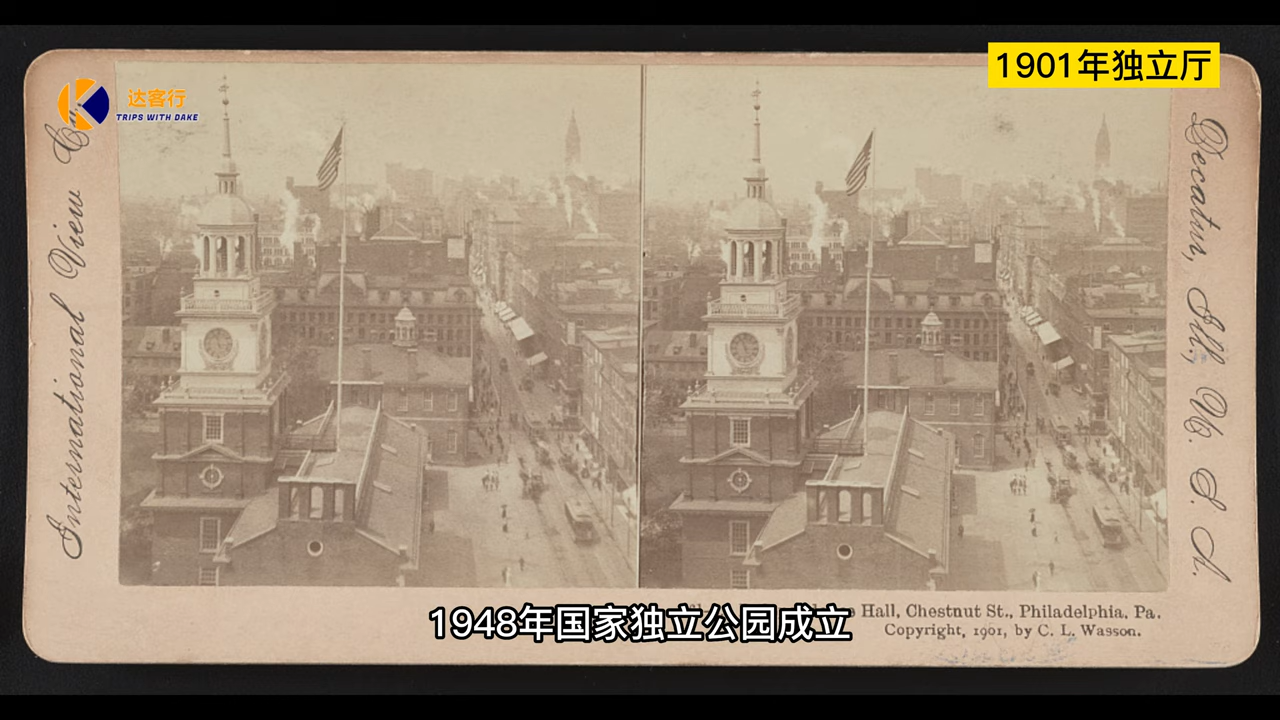 1901年独立厅
达客行
TRIPS WITH DAKE
International View
Decatur, Ill., U. S. A.
Hall, Chestnut St., Philadelphia, Pa.
Copyright, 1901, by C. L. Wasson.
1948年国家独立公园成立